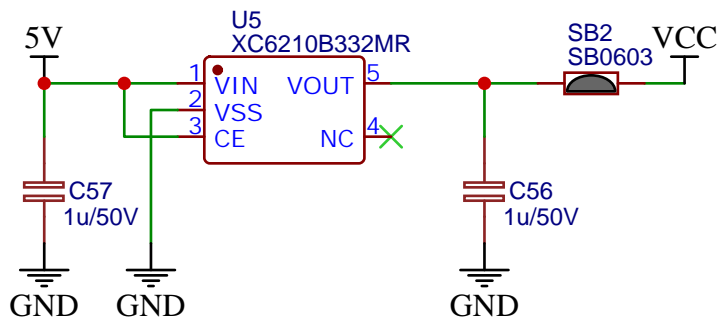 U5
XC6210B332MR
5V
SB2
SB0603
VCC
1
VIN
VOUT
5
2
VSS
3
CE
NC
4
C57
1u/50V
C56
1u/50V
GND
GND
GND